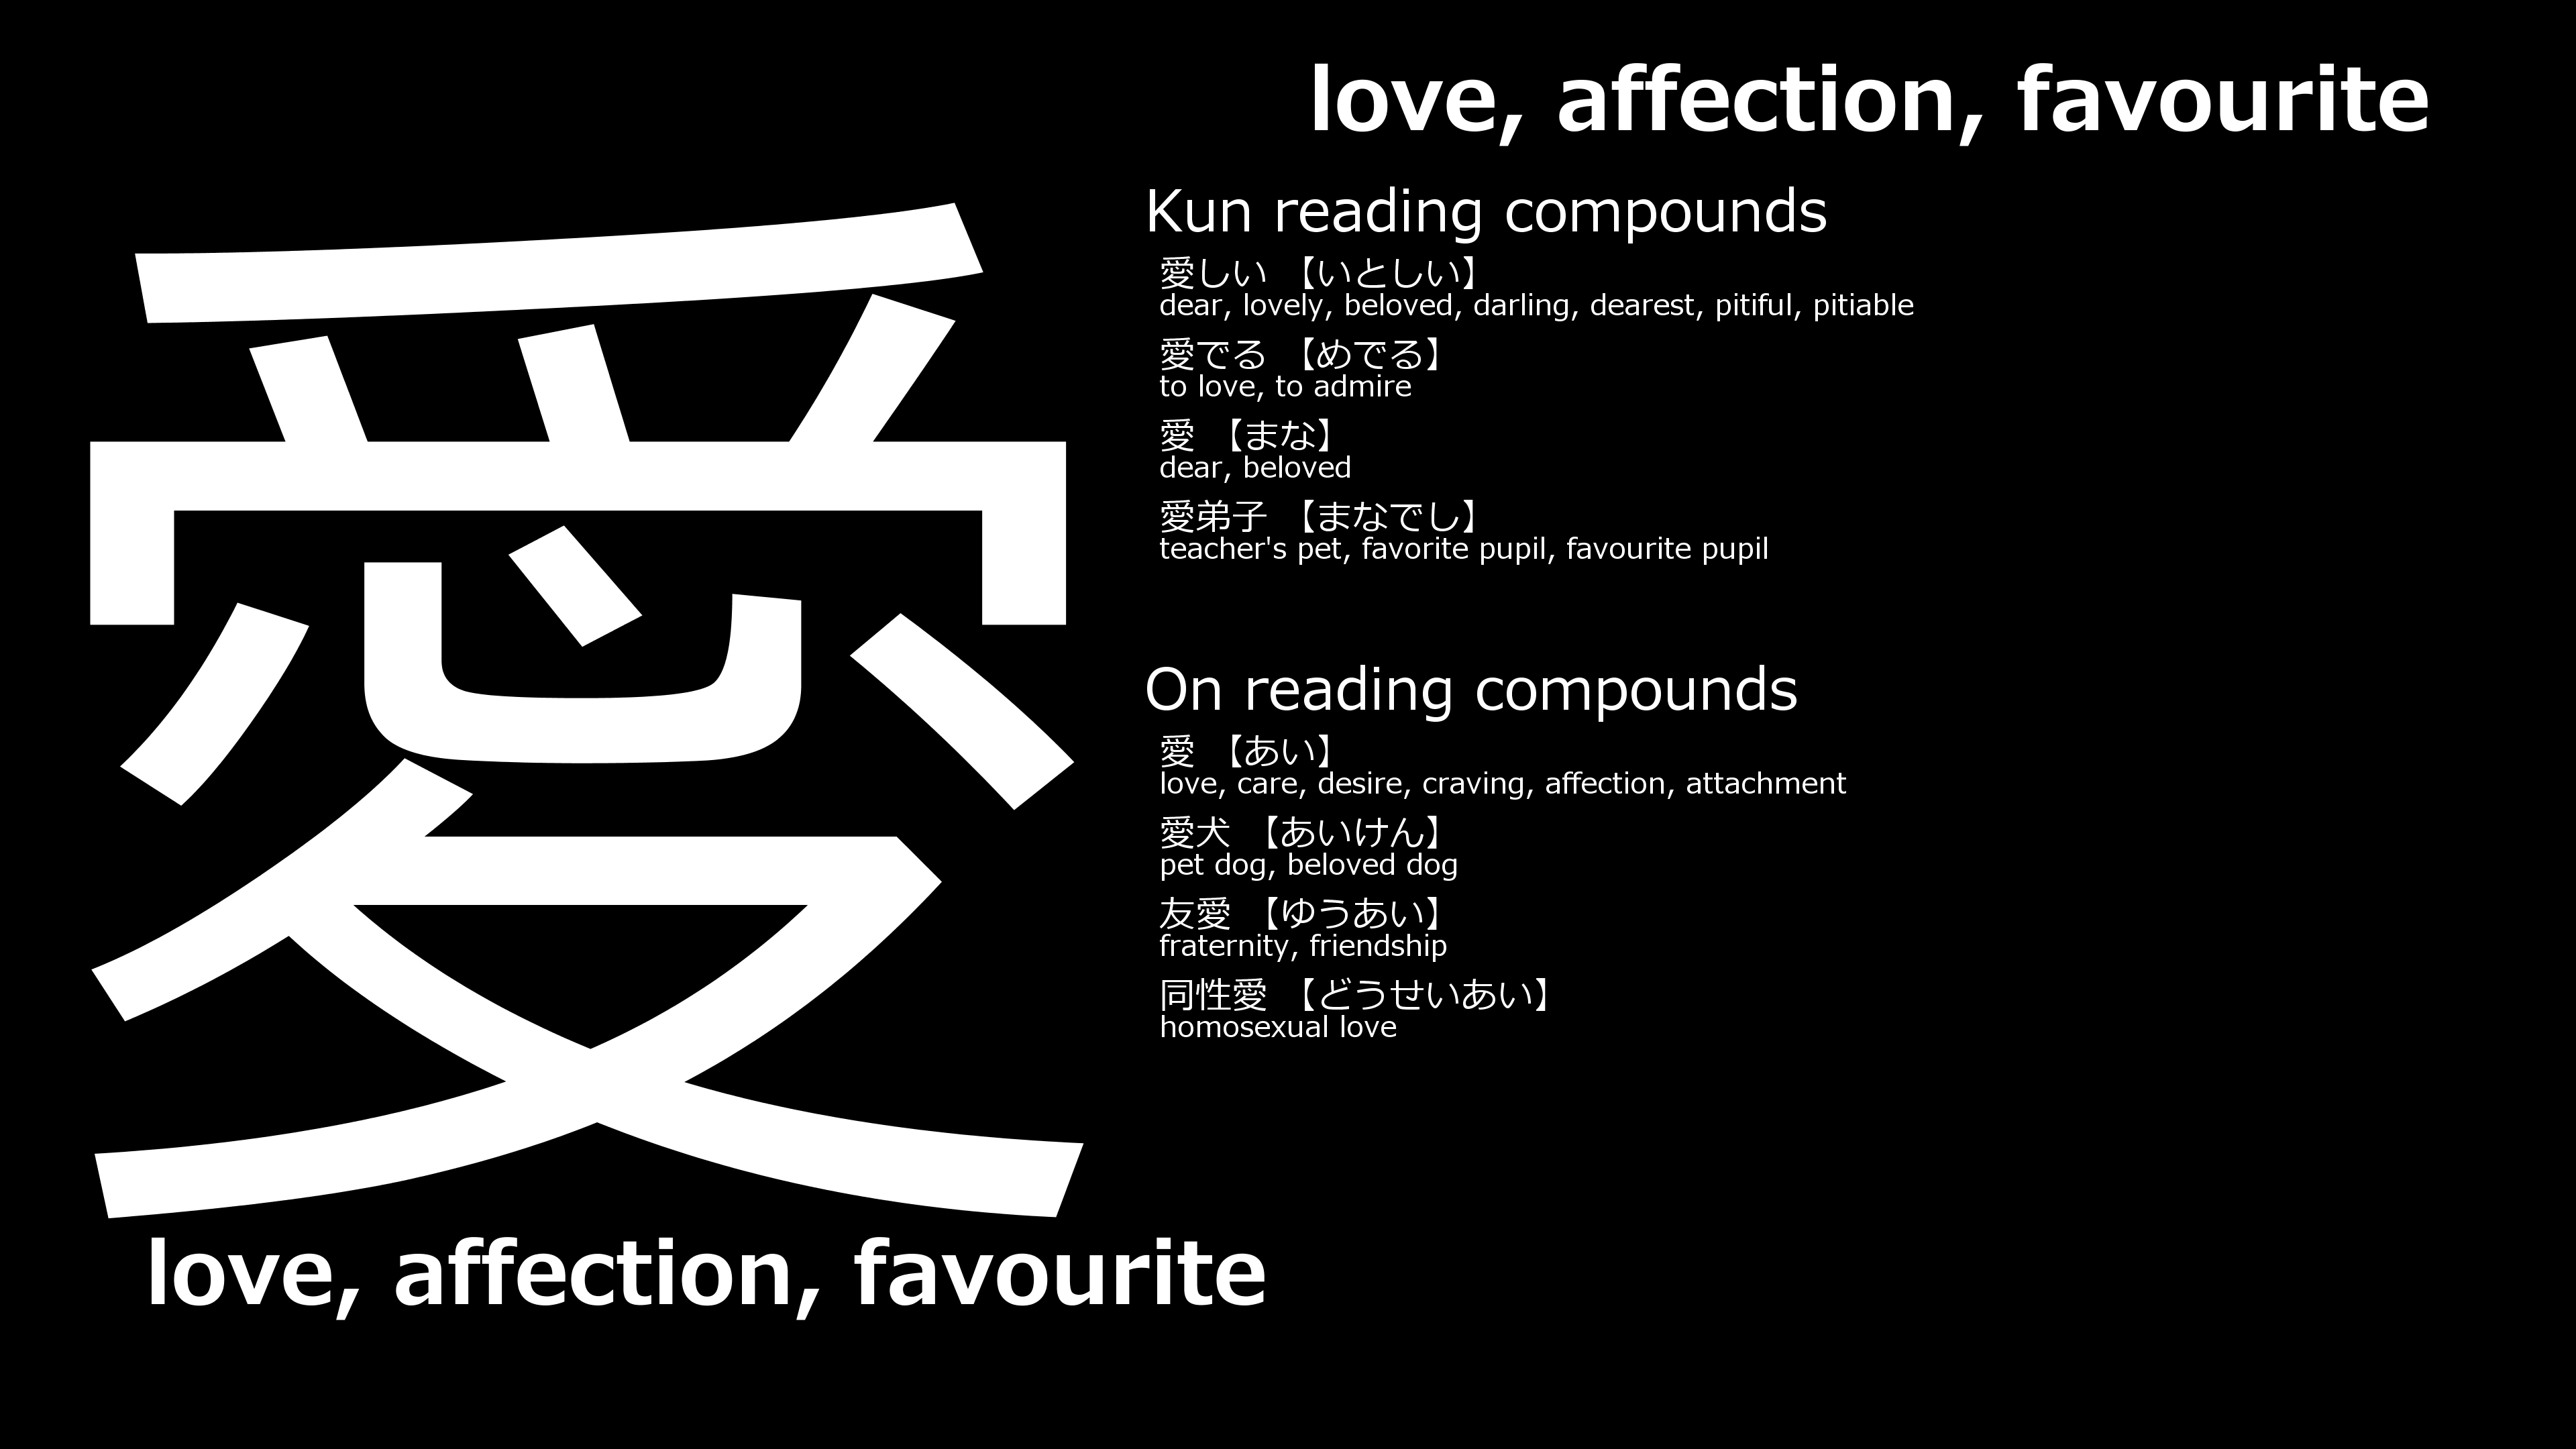 愛
love, affection, favourite
love, affection, favourite
Kun reading compounds
愛しい 【いとしい】
dear, lovely, beloved, darling, dearest, pitiful, pitiable
愛でる 【めでる】
to love, to admire
愛 【まな】
dear, beloved
愛弟子 【まなでし】
teacher's pet, favorite pupil, favourite pupil
On reading compounds
愛 【あい】
love, care, desire, craving, affection, attachment
愛犬 【あいけん】
pet dog, beloved dog
友愛 【ゆうあい】
fraternity, friendship
同性愛 【どうせいあい】
homosexual love